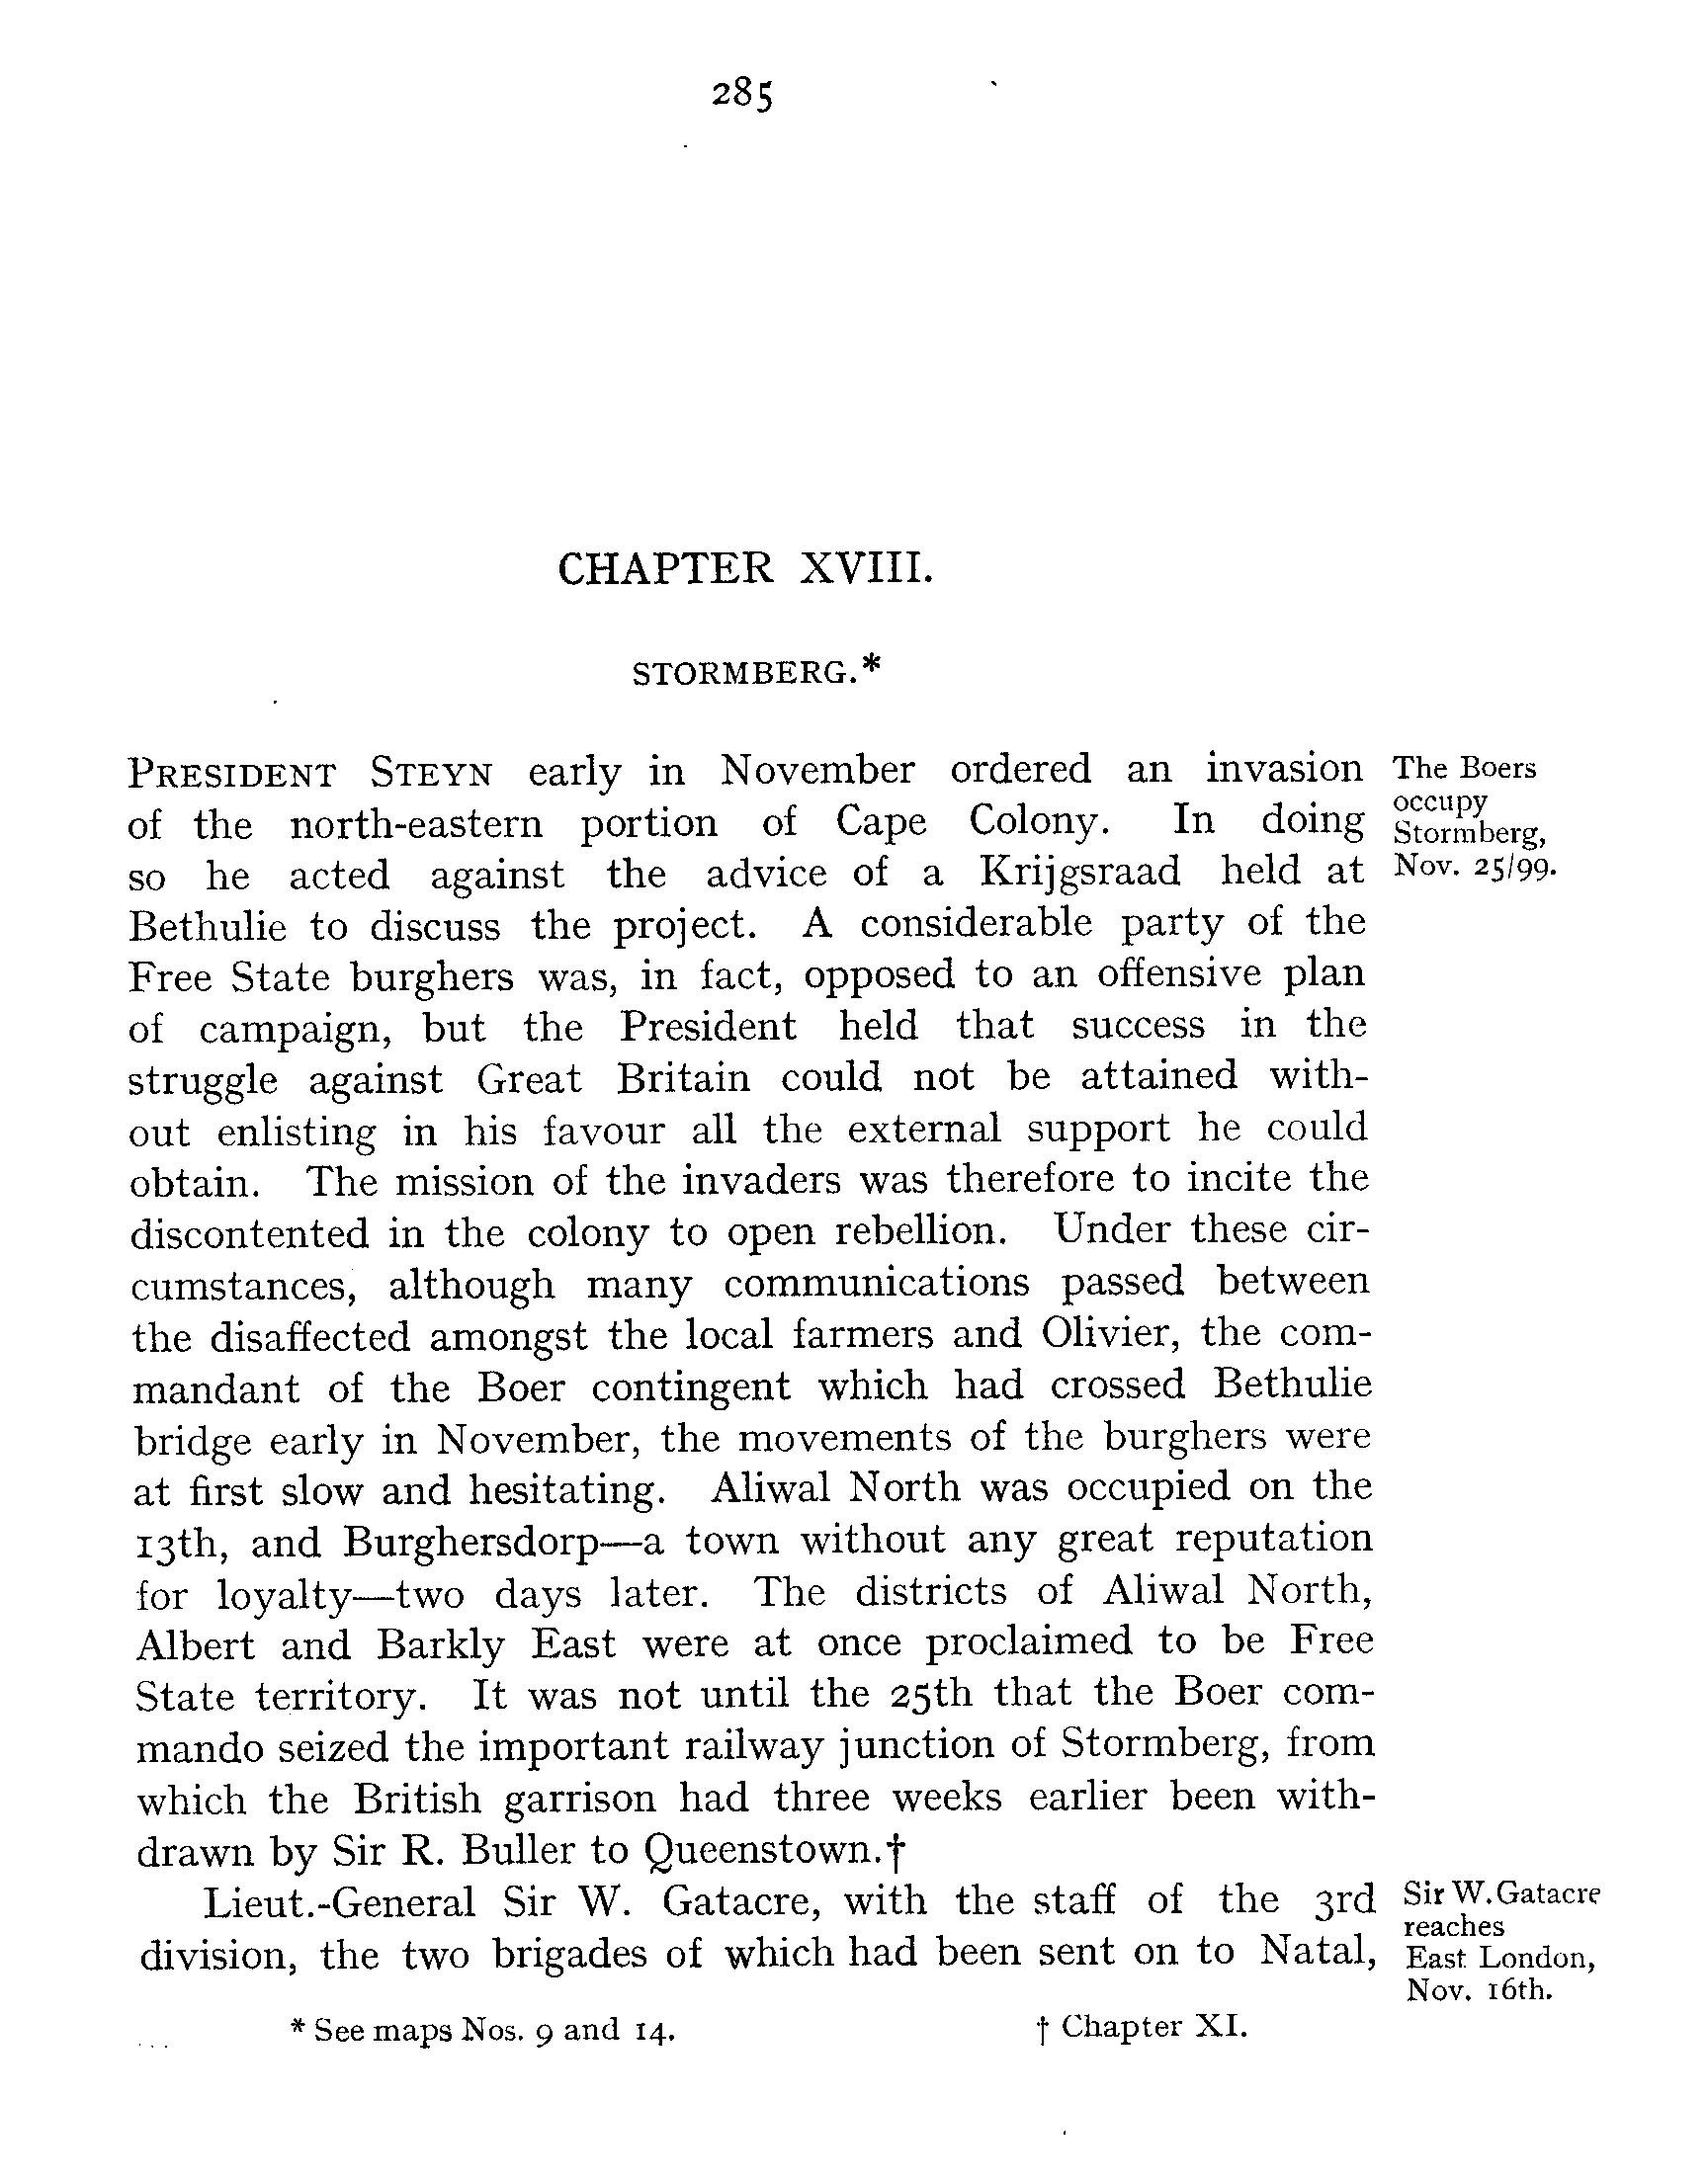 285
CHAPTER XVIII.
STORMBERG.*
PRESIDENT STEYN early in November ordered an invasion
of the north-eastern portion of Cape Colony. In doing
so he acted against the advice of a Krijgsraad held at
Bethulie to discuss the project. A considerable party of the
Free State burghers was, in fact, opposed to an offensive plan
of campaign, but the President held that success in the
struggle against Great Britain could not be attained with-
out enlisting in his favour all the external support he could
obtain. The mission of the invaders was therefore to incite the
discontented in the colony to open rebellion. Under these cir-
cumstances, although many communications passed between
the disaffected amongst the local farmers and Olivier, the com-
mandant of the Boer contingent which had crossed Bethulie
bridge early in November, the movements of the burghers were
at first slow and hesitating. Aliwal North was occupied on the
13th, and Burghersdorp—a town without any great reputation
for loyalty—two days later. The districts of Aliwal North,
Albert and Barkly East were at once proclaimed to be Free
State territory. It was not until the 25th that the Boer com-
mando seized the important railway junction of Stormberg, from
which the British garrison had three weeks earlier been with-
drawn by Sir R. Buller to Queenstown.†
The Boers
occupy
Stormberg,
Nov. 25/99.
Lieut.-General Sir W. Gatacre, with the staff of the 3rd
division, the two brigades of which had been sent on to Natal,
Sir W. Gatacre
reaches
East London,
Nov. 16th.
* See maps Nos. 9 and 14.
† Chapter XI.